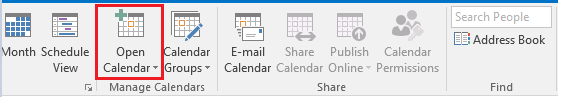 Month
Schedule View
Open Calendar
Calendar Groups
Manage Calendars
E-mail Calendar
Share Calendar
Publish Online
Calendar Permissions
Share
Search People
Address Book
Find